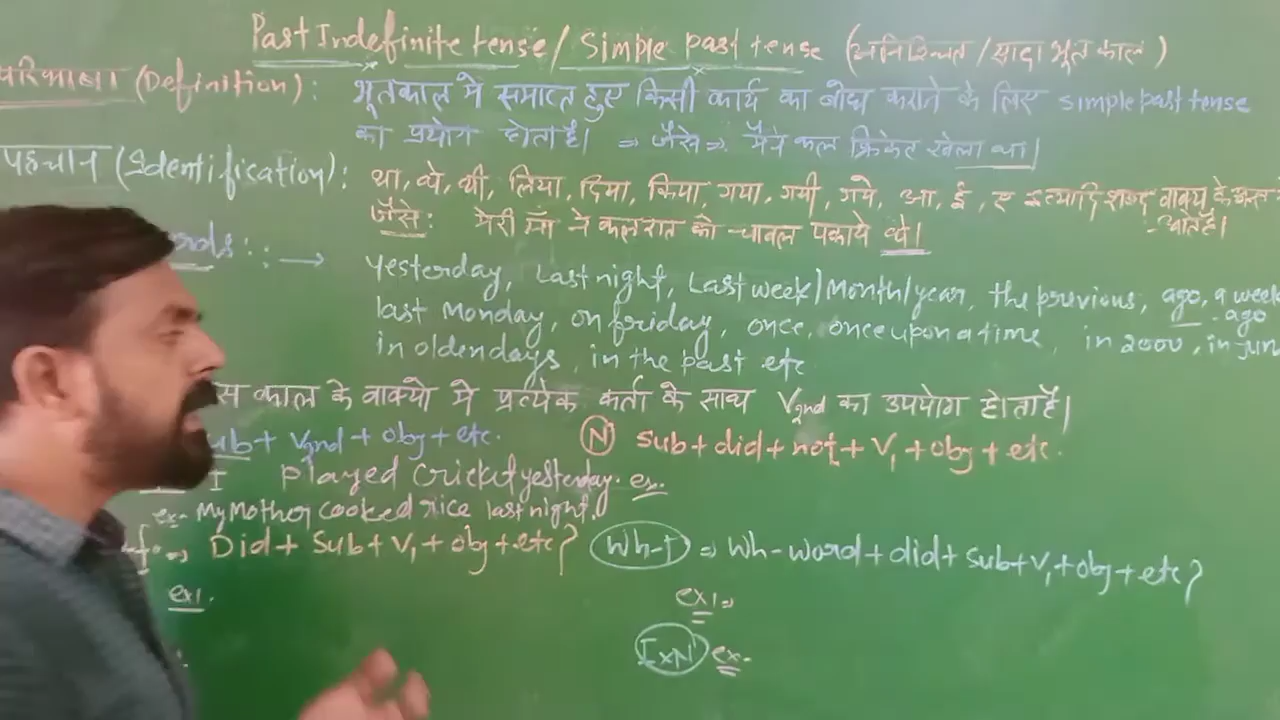 Past Indefinite tense / Simple past tense (अनिश्चित / सादा भूतकाल)
परिभाषा (Definition): भूतकाल मे समाप्त हुए किसी कार्य का बोध कराने के लिए simple past tense
का प्रयोग होता है। ⇒ जैसे ⇒ मैने कल क्रिकेट खेला था।
पहचान (Identification): था, थे, थी, लिया, दिया, किया, गया, गयी, गये, आ, ई, ए इत्यादि शब्द वाक्य के अन्त
होते है।
जैसे: मेरी माँ ने कल रात को चावल पकाये थे।
ords: : → yesterday, Last night, Last week/Month/year, the previous, ago, a week ago
last Monday, on friday, once, once upon a time, in 2000, in jun
in olden days, in the past etc
स काल के वाक्यो मे प्रत्येक कर्ता के साथ V2nd का उपयोग होता है।
ub + V2nd + obj + etc. (N) Sub + did + not + V1 + obj + etc.
I Played cricket yesterday. ex.
ex- My Mother cooked rice last night.
⇒ Did + Sub + V1 + obj + etc? (Wh-I) ⇒ Wh-word + did + sub + V1 + obj + etc?
ex1. ex1⇒
(IxN) ex-